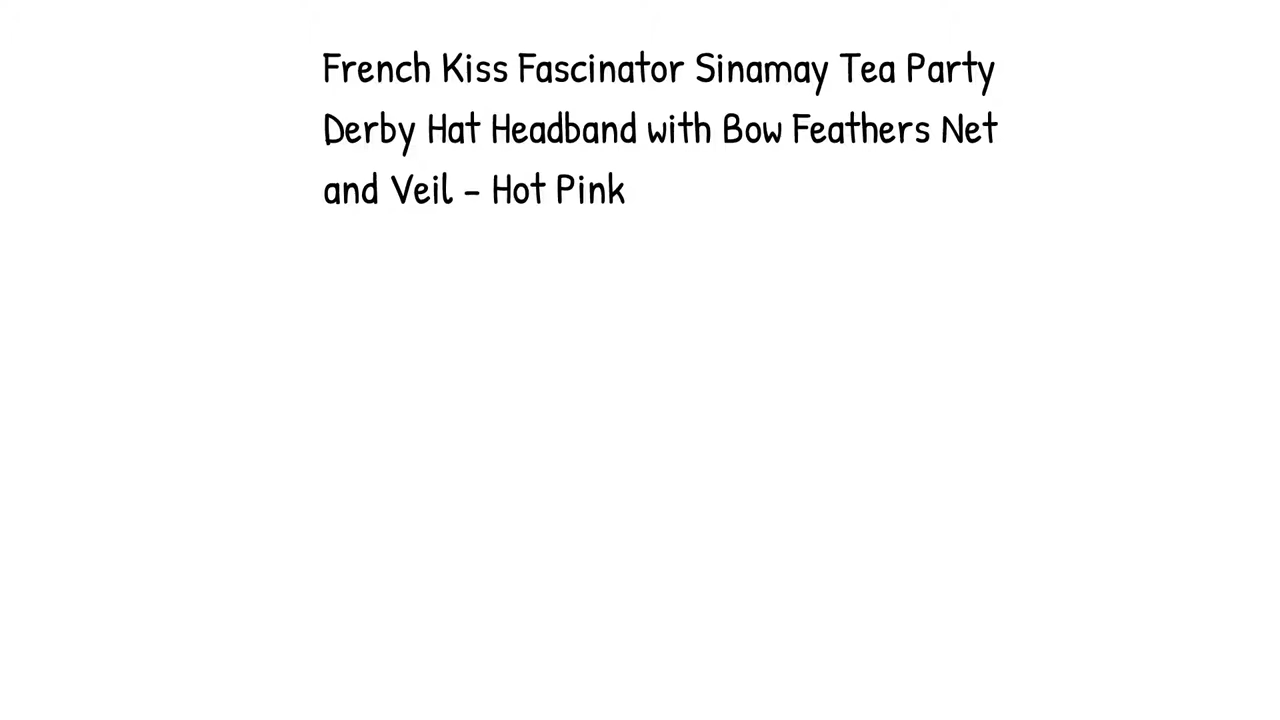 French Kiss Fascinator Sinamay Tea Party
Derby Hat Headband with Bow Feathers Net
and Veil - Hot Pink